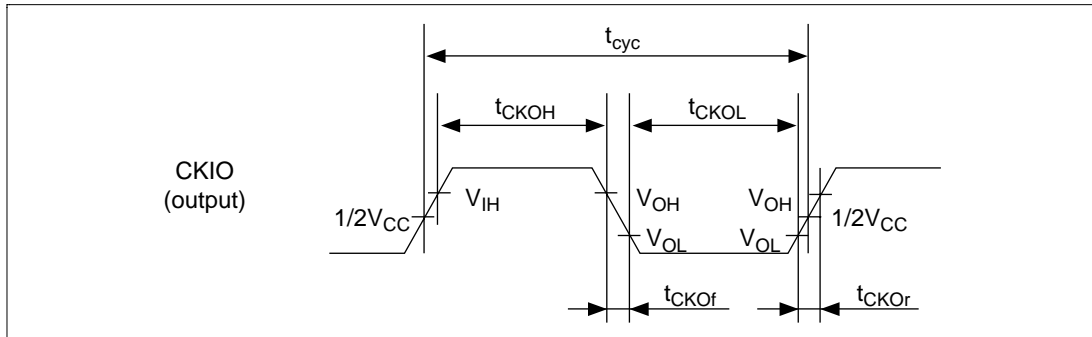 tcyc
tCKOH
tCKOL
CKIO
(output)
1/2VCC
VIH
VOH
VOL
VOH
VOL
1/2VCC
tCKOf
tCKOr